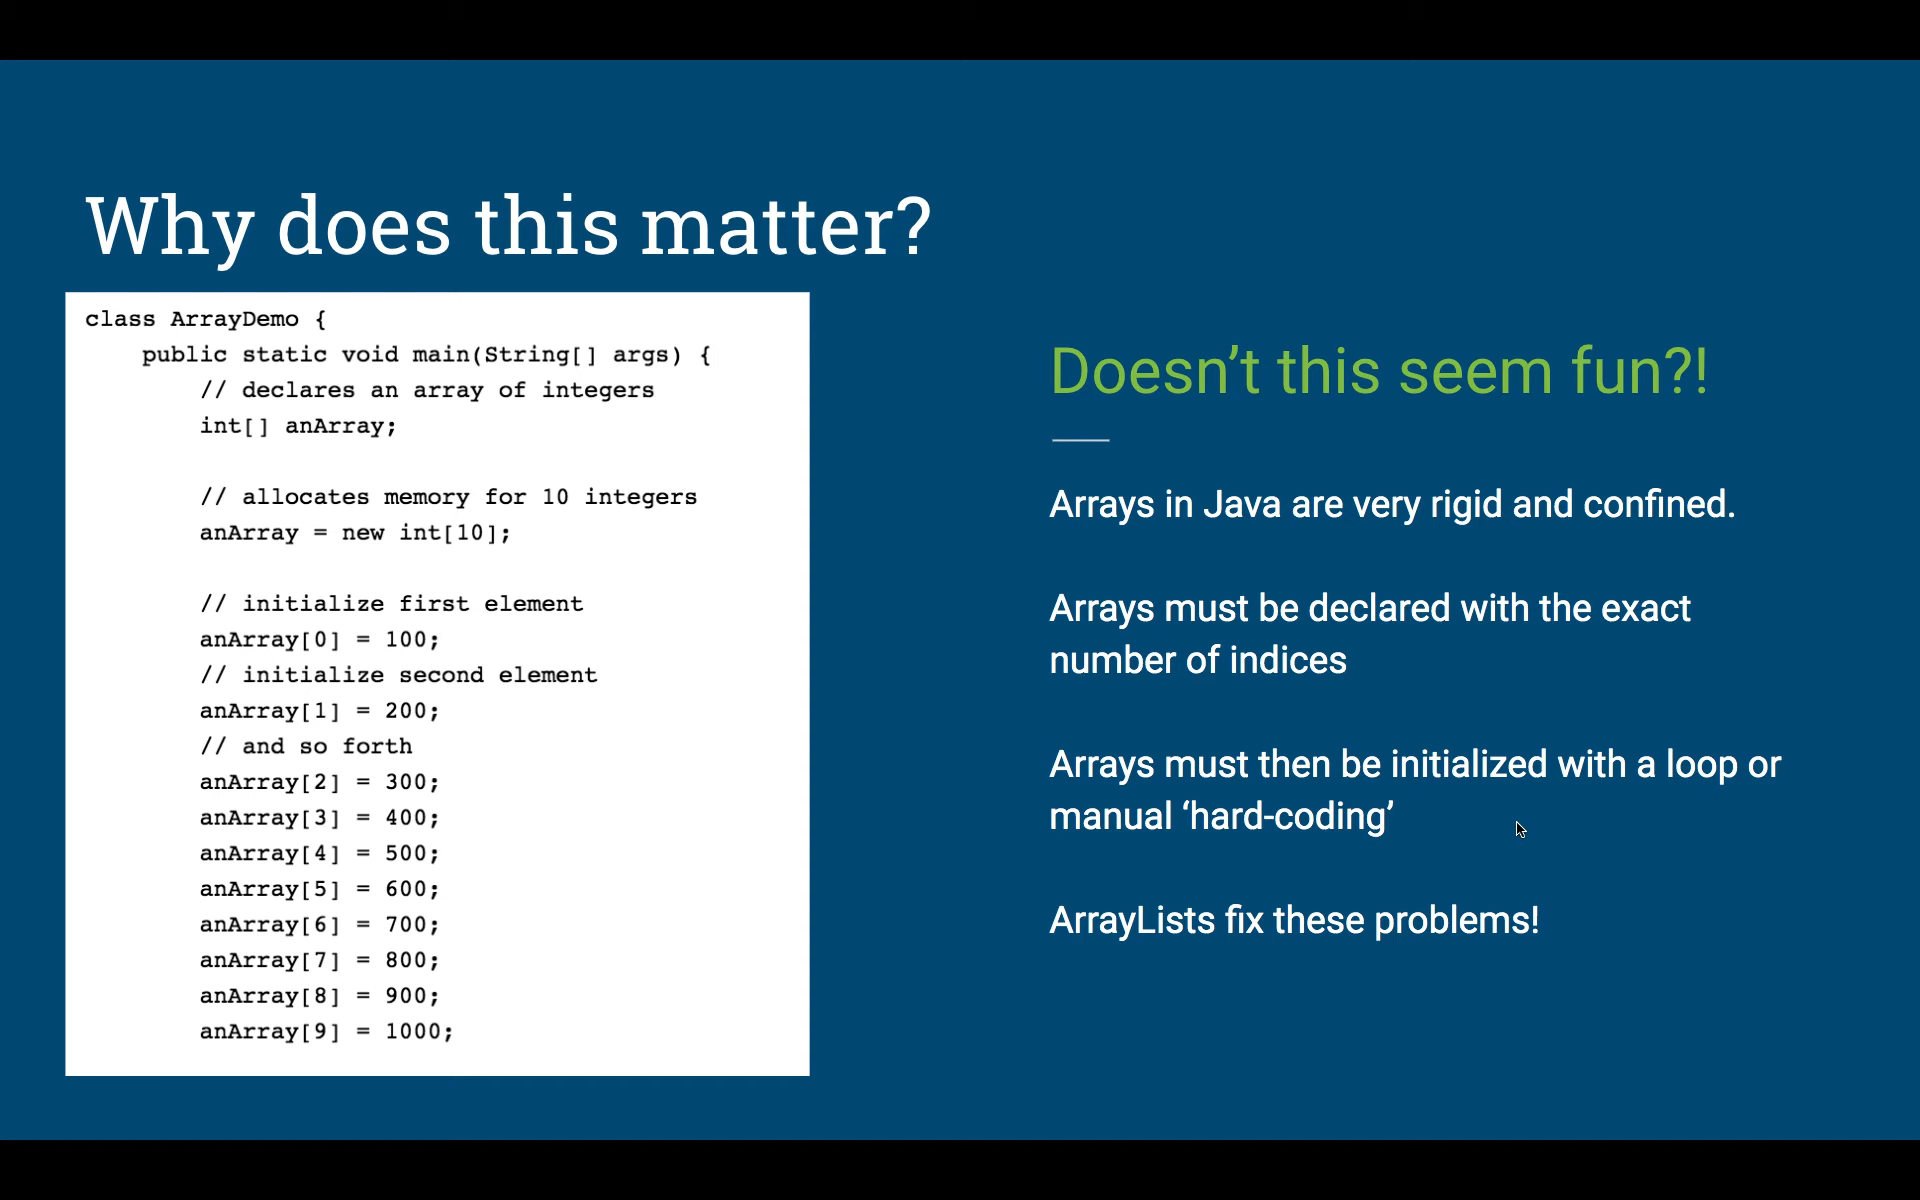 Why does this matter?
class ArrayDemo {
public static void main(String[] args) {
// declares an array of integers
int[] anArray;
// allocates memory for 10 integers
anArray = new int[10];
// initialize first element
anArray[0] = 100;
// initialize second element
anArray[1] = 200;
// and so forth
anArray[2] = 300;
anArray[3] = 400;
anArray[4] = 500;
anArray[5] = 600;
anArray[6] = 700;
anArray[7] = 800;
anArray[8] = 900;
anArray[9] = 1000;
Doesn’t this seem fun?!
Arrays in Java are very rigid and confined.
Arrays must be declared with the exact
number of indices
Arrays must then be initialized with a loop or
manual ‘hard-coding’
ArrayLists fix these problems!